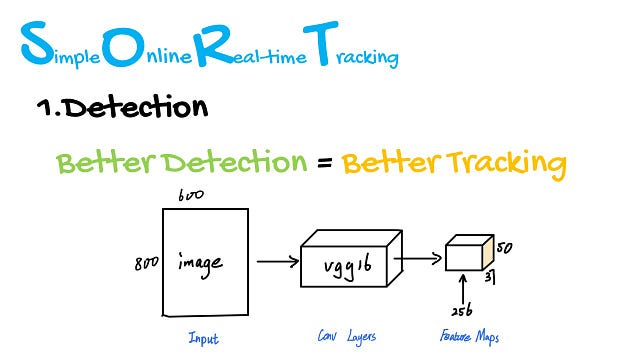 Simple Online Real-time Tracking
1.Detection
Better Detection = Better Tracking
600
800
image
vgg16
50
37
256
Input
Conv Layers
Feature Maps